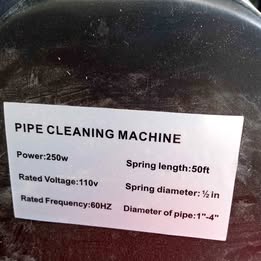 PIPE CLEANING MACHINE
Power:250w
Spring length:50ft
Rated Voltage:110v
Spring diameter: ½ in
Rated Frequency:60HZ
Diameter of pipe:1"-4"